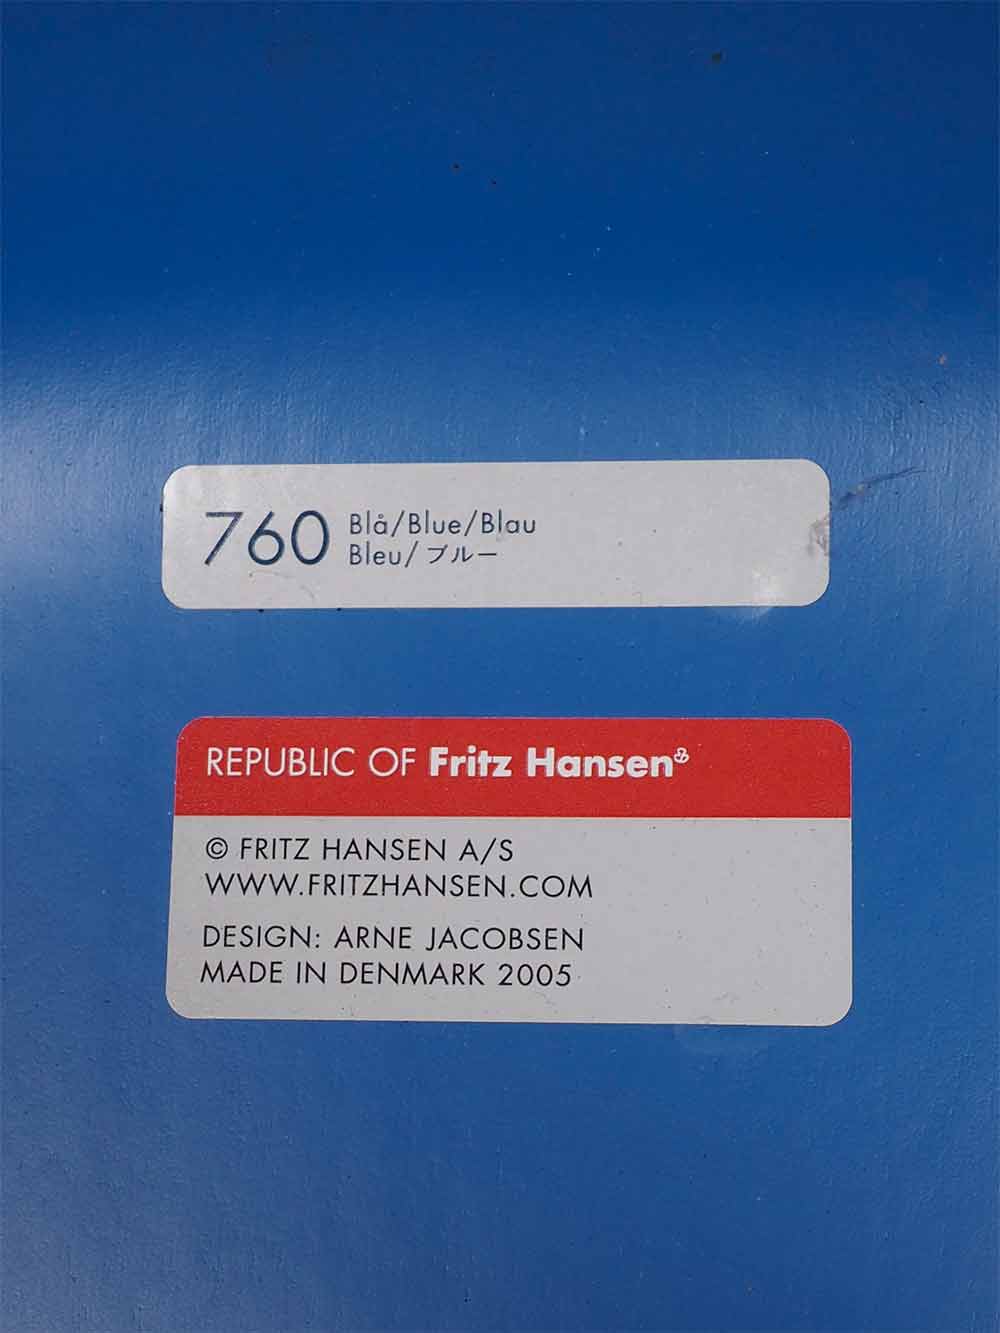 760 Blå/Blue/Blau
Bleu/ブルー
REPUBLIC OF Fritz Hansen
© FRITZ HANSEN A/S
WWW.FRITZHANSEN.COM
DESIGN: ARNE JACOBSEN
MADE IN DENMARK 2005